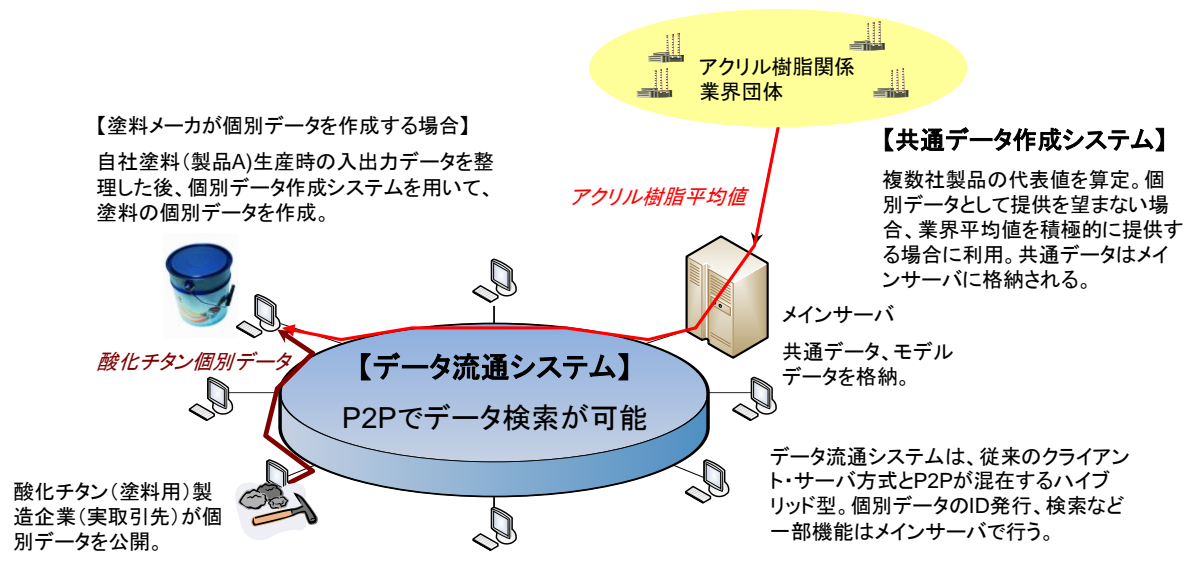 アクリル樹脂関係
業界団体
【塗料メーカが個別データを作成する場合】
自社塗料(製品A)生産時の入出力データを整
理した後、個別データ作成システムを用いて、
塗料の個別データを作成。
アクリル樹脂平均値
【共通データ作成システム】
複数社製品の代表値を算定。個
別データとして提供を望まない場
合、業界平均値を積極的に提供す
る場合に利用。共通データはメイ
ンサーバに格納される。
メインサーバ
共通データ、モデル
データを格納。
酸化チタン個別データ
【データ流通システム】
P2Pでデータ検索が可能
酸化チタン(塗料用)製
造企業(実取引先)が個
別データを公開。
データ流通システムは、従来のクライアン
ト・サーバ方式とP2Pが混在するハイブ
リッド型。個別データのID発行、検索など
一部機能はメインサーバで行う。